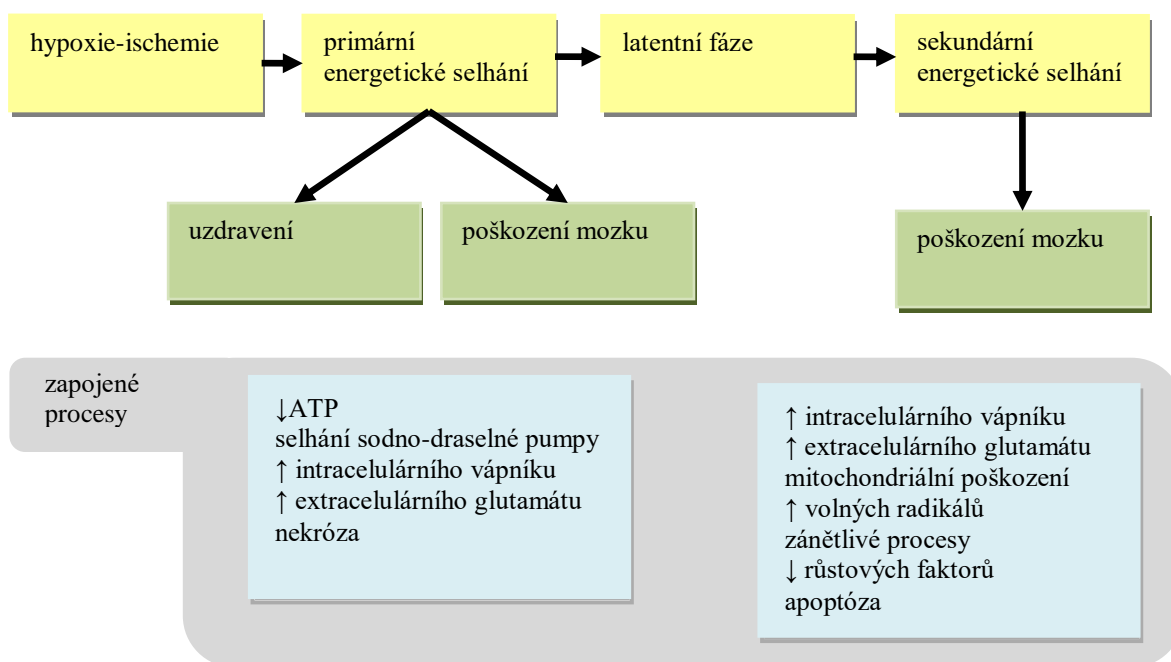 hypoxie-ischemie
primární
energetické selhání
latentní fáze
sekundární
energetické selhání
uzdravení
poškození mozku
poškození mozku
zapojené
procesy
↓ATP
selhání sodno-draselné pumpy
↑ intracelulárního vápníku
↑ extracelulárního glutamátu
nekróza
↑ intracelulárního vápníku
↑ extracelulárního glutamátu
mitochondriální poškození
↑ volných radikálů
zánětlivé procesy
↓ růstových faktorů
apoptóza